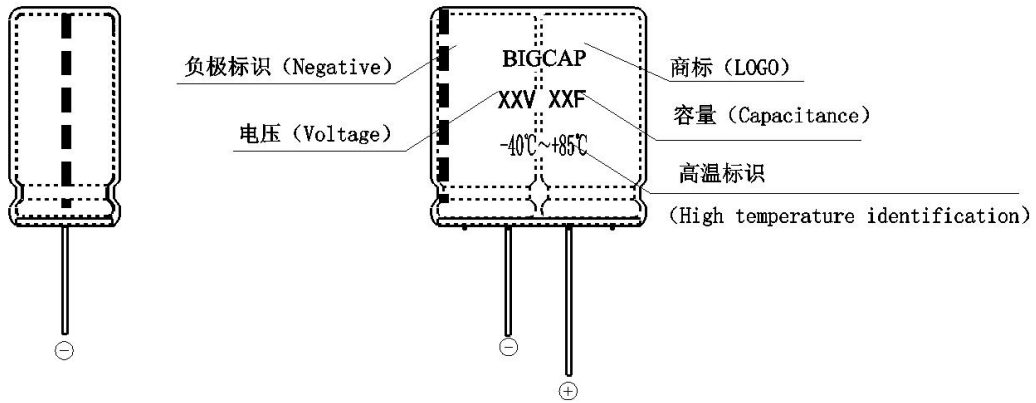 负极标识（Negative）
BIGCAP
商标（LOGO）
XXV XXF
电压（Voltage）
容量（Capacitance）
-40℃~+85℃
高温标识
（High temperature identification）
⊖
⊖
⊕